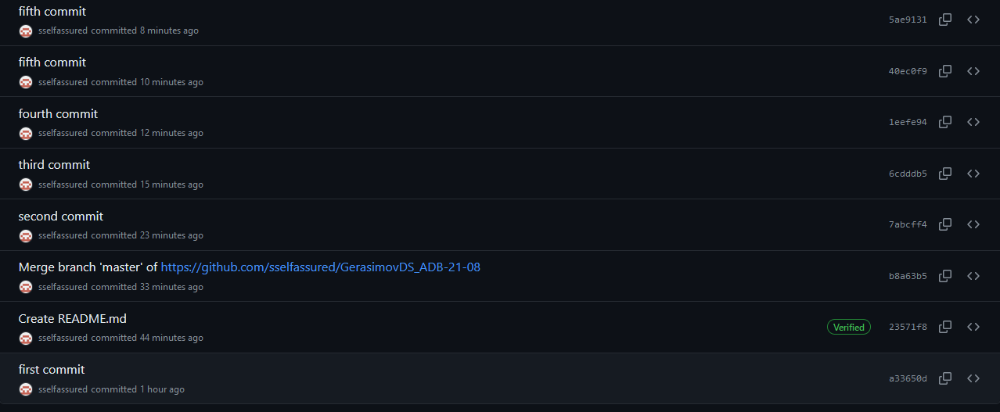 fifth commit
sselfassured committed 8 minutes ago
5ae9131
fifth commit
sselfassured committed 10 minutes ago
40ec0f9
fourth commit
sselfassured committed 12 minutes ago
1eefe94
third commit
sselfassured committed 15 minutes ago
6cdddb5
second commit
sselfassured committed 23 minutes ago
7abcff4
Merge branch 'master' of https://github.com/sselfassured/GerasimovDS_ADB-21-08
sselfassured committed 33 minutes ago
b8a63b5
Create README.md
sselfassured committed 44 minutes ago
Verified 23571f8
first commit
sselfassured committed 1 hour ago
a33650d